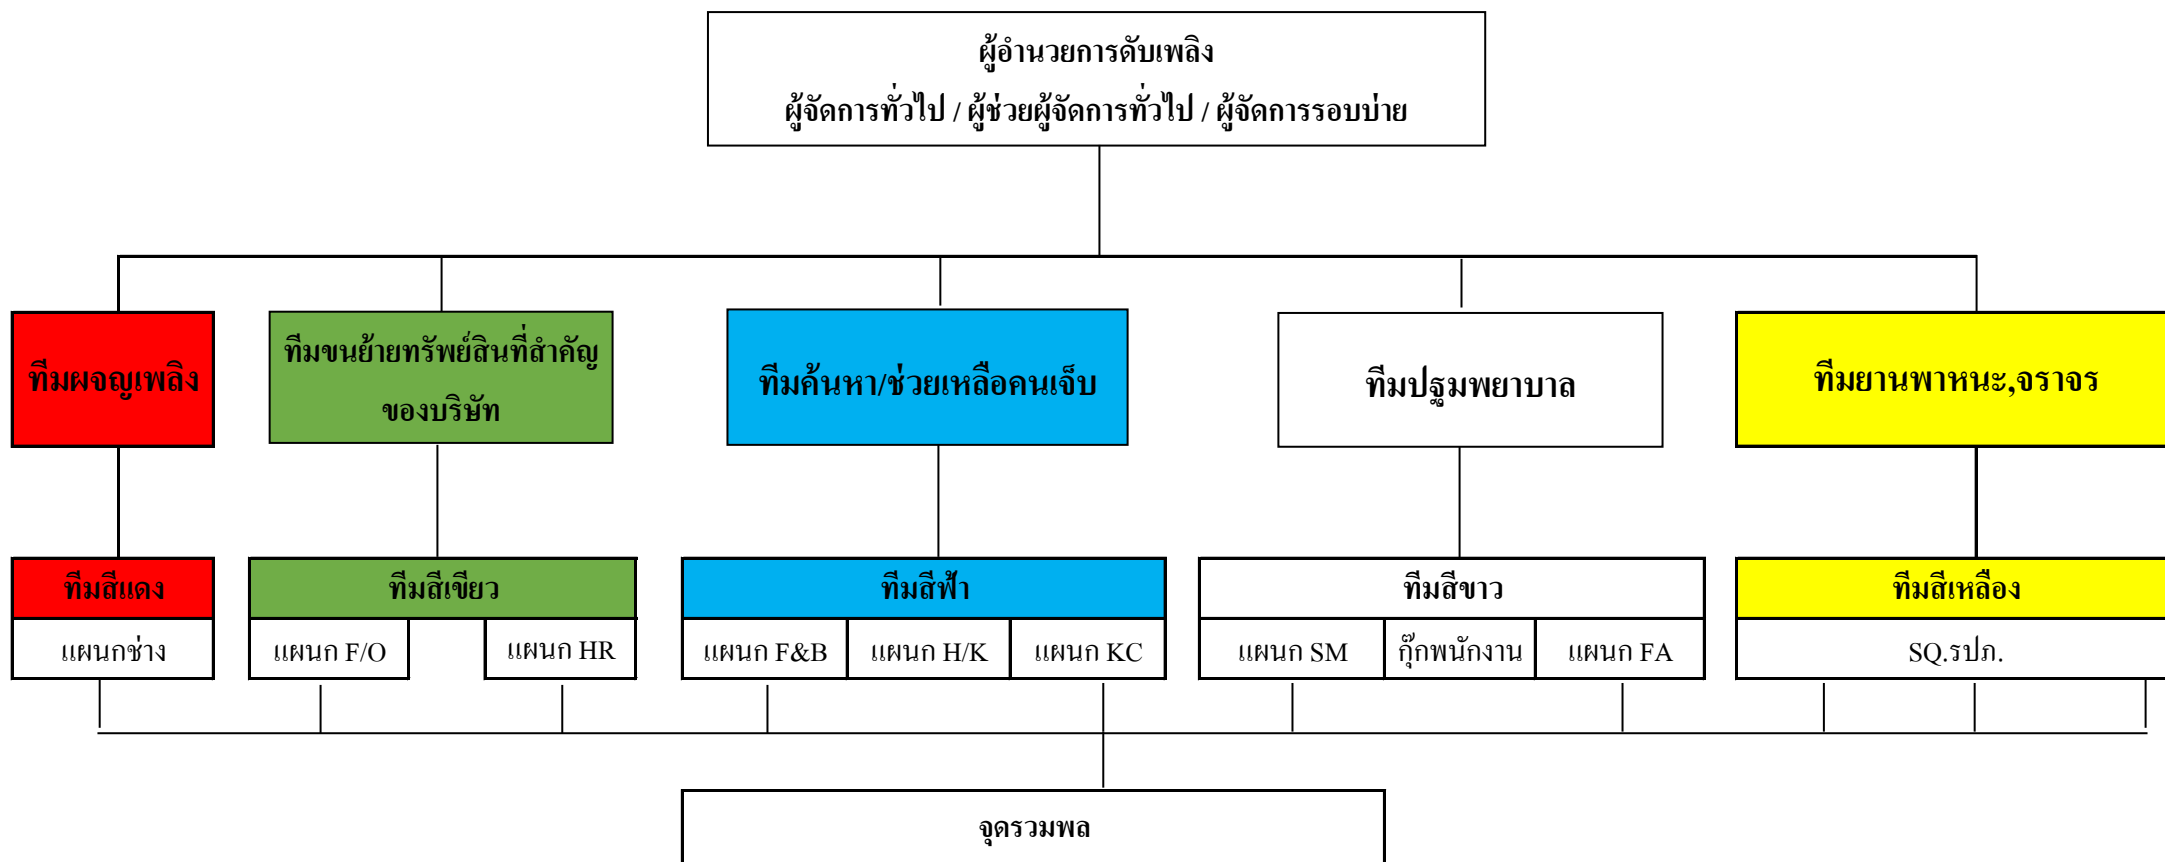 ผู้อำนวยการดับเพลิง
ผู้จัดการทั่วไป / ผู้ช่วยผู้จัดการทั่วไป / ผู้จัดการรอบบ่าย
ทีมผจญเพลิง
ทีมขนย้ายทรัพย์สินที่สำคัญ
ของบริษัท
ทีมค้นหา/ช่วยเหลือคนเจ็บ
ทีมปฐมพยาบาล
ทีมยานพาหนะ,จราจร
ทีมสีแดง
ทีมสีเขียว
ทีมสีฟ้า
ทีมสีขาว
ทีมสีเหลือง
แผนกช่าง
แผนก F/O
แผนก HR
แผนก F&B
แผนก H/K
แผนก KC
แผนก SM
กุ๊กพนักงาน
แผนก FA
SQ.รปภ.
จุดรวมพล